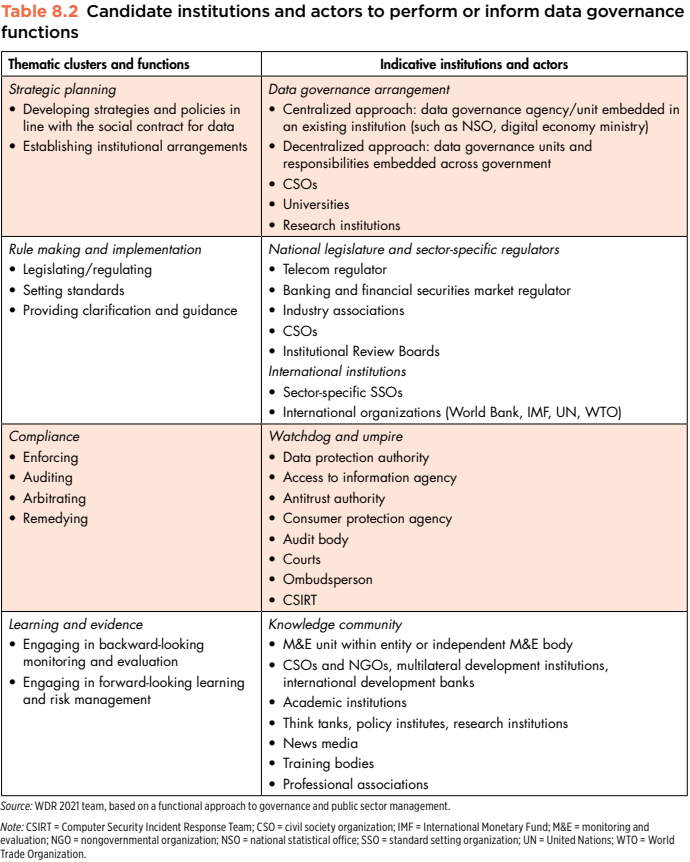 Table 8.2 Candidate institutions and actors to perform or inform data governance
functions
Thematic clusters and functions
Indicative institutions and actors
Strategic planning
• Developing strategies and policies in
line with the social contract for data
• Establishing institutional arrangements
Data governance arrangement
• Centralized approach: data governance agency/unit embedded in
an existing institution (such as NSO, digital economy ministry)
• Decentralized approach: data governance units and
responsibilities embedded across government
• CSOs
• Universities
• Research institutions
Rule making and implementation
• Legislating/regulating
• Setting standards
• Providing clarification and guidance
National legislature and sector-specific regulators
• Telecom regulator
• Banking and financial securities market regulator
• Industry associations
• CSOs
• Institutional Review Boards
International institutions
• Sector-specific SSOs
• International organizations (World Bank, IMF, UN, WTO)
Compliance
• Enforcing
• Auditing
• Arbitrating
• Remedying
Watchdog and umpire
• Data protection authority
• Access to information agency
• Antitrust authority
• Consumer protection agency
• Audit body
• Courts
• Ombudsperson
• CSIRT
Learning and evidence
• Engaging in backward-looking
monitoring and evaluation
• Engaging in forward-looking learning
and risk management
Knowledge community
• M&E unit within entity or independent M&E body
• CSOs and NGOs, multilateral development institutions,
international development banks
• Academic institutions
• Think tanks, policy institutes, research institutions
• News media
• Training bodies
• Professional associations
Source: WDR 2021 team, based on a functional approach to governance and public sector management.
Note: CSIRT = Computer Security Incident Response Team; CSO = civil society organization; IMF = International Monetary Fund; M&E = monitoring and
evaluation; NGO = nongovernmental organization; NSO = national statistical office; SSO = standard setting organization; UN = United Nations; WTO = World
Trade Organization.